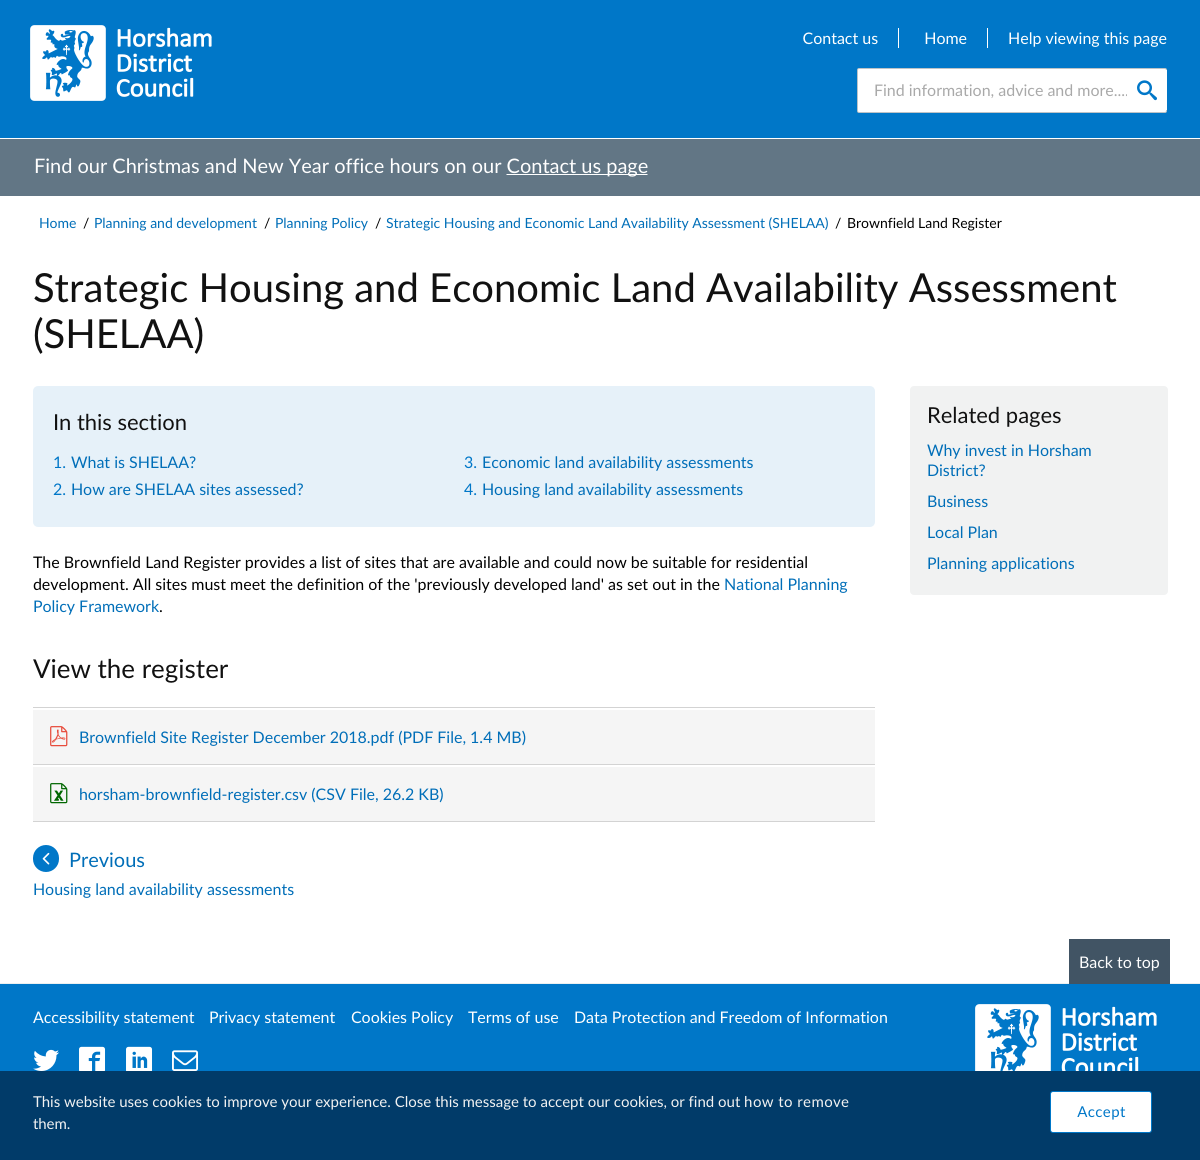 Horsham
District
Council
Contact us
Home
Help viewing this page
Find information, advice and more....
Find our Christmas and New Year office hours on our Contact us page
Home / Planning and development / Planning Policy / Strategic Housing and Economic Land Availability Assessment (SHELAA) / Brownfield Land Register
Strategic Housing and Economic Land Availability Assessment
(SHELAA)
In this section
1. What is SHELAA?
2. How are SHELAA sites assessed?
3. Economic land availability assessments
4. Housing land availability assessments
Related pages
Why invest in Horsham
District?
Business
Local Plan
Planning applications
The Brownfield Land Register provides a list of sites that are available and could now be suitable for residential
development. All sites must meet the definition of the 'previously developed land' as set out in the National Planning
Policy Framework.
View the register
Brownfield Site Register December 2018.pdf (PDF File, 1.4 MB)
horsham-brownfield-register.csv (CSV File, 26.2 KB)
Previous
Housing land availability assessments
Back to top
Accessibility statement Privacy statement Cookies Policy Terms of use Data Protection and Freedom of Information
Horsham
District
Council
This website uses cookies to improve your experience. Close this message to accept our cookies, or find out how to remove
them.
Accept